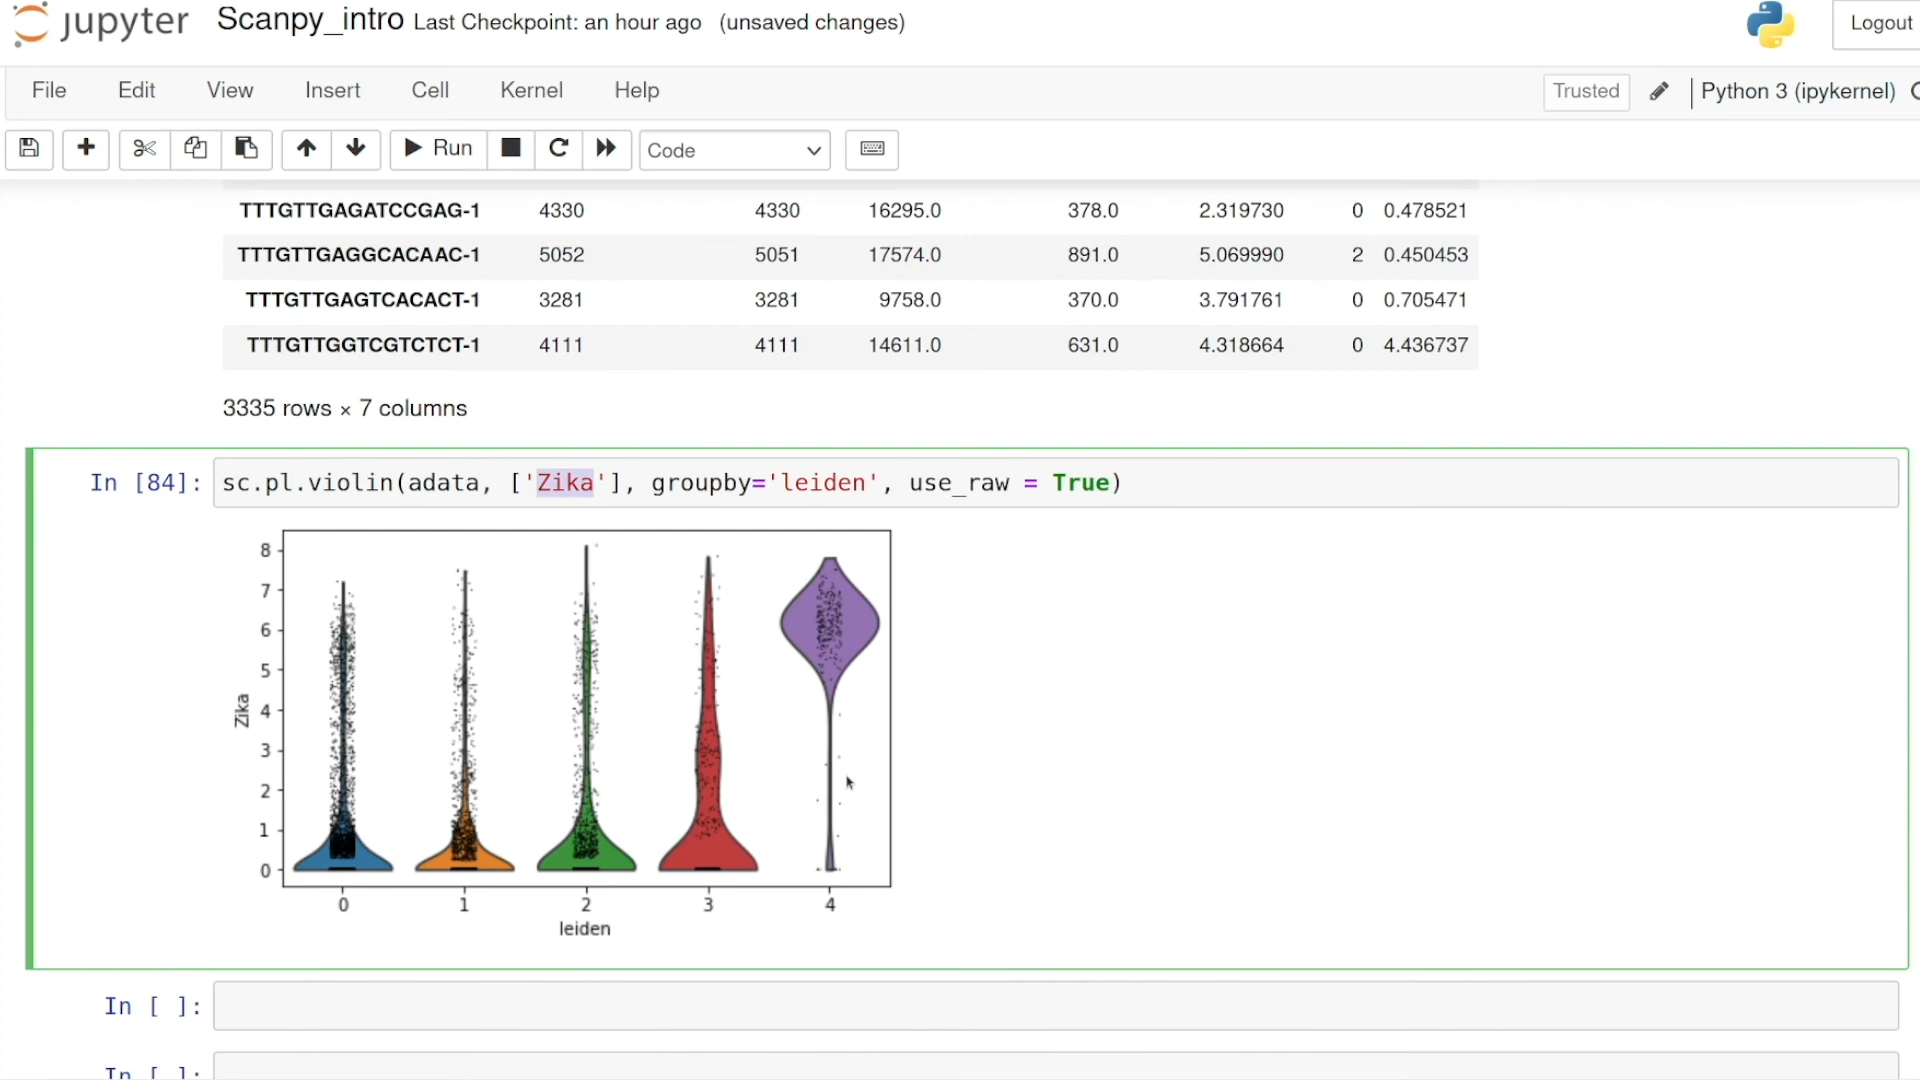 jupyter Scanpy_intro Last Checkpoint: an hour ago (unsaved changes) Logout
File Edit View Insert Cell Kernel Help Trusted Python 3 (ipykernel)
Run Code
TTTGTTGAGATCCGAG-1 4330 4330 16295.0 378.0 2.319730 0 0.478521
TTTGTTGAGGCACAAC-1 5052 5051 17574.0 891.0 5.069990 2 0.450453
TTTGTTGAGTCACACT-1 3281 3281 9758.0 370.0 3.791761 0 0.705471
TTTGTTGGTCGTCTCT-1 4111 4111 14611.0 631.0 4.318664 0 4.436737
3335 rows × 7 columns
In [84]: sc.pl.violin(adata, ['Zika'], groupby='leiden', use_raw = True)
8
7
6
5
4
3
2
1
0
Zika
0 1 2 3 4
leiden
In [ ]:
In [ ]: